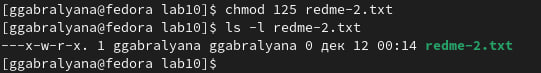 [ggabralyana@fedora lab10]$ chmod 125 redme-2.txt
[ggabralyana@fedora lab10]$ ls -l redme-2.txt
---x-w-r-x. 1 ggabralyana ggabralyana 0 дек 12 00:14 redme-2.txt
[ggabralyana@fedora lab10]$